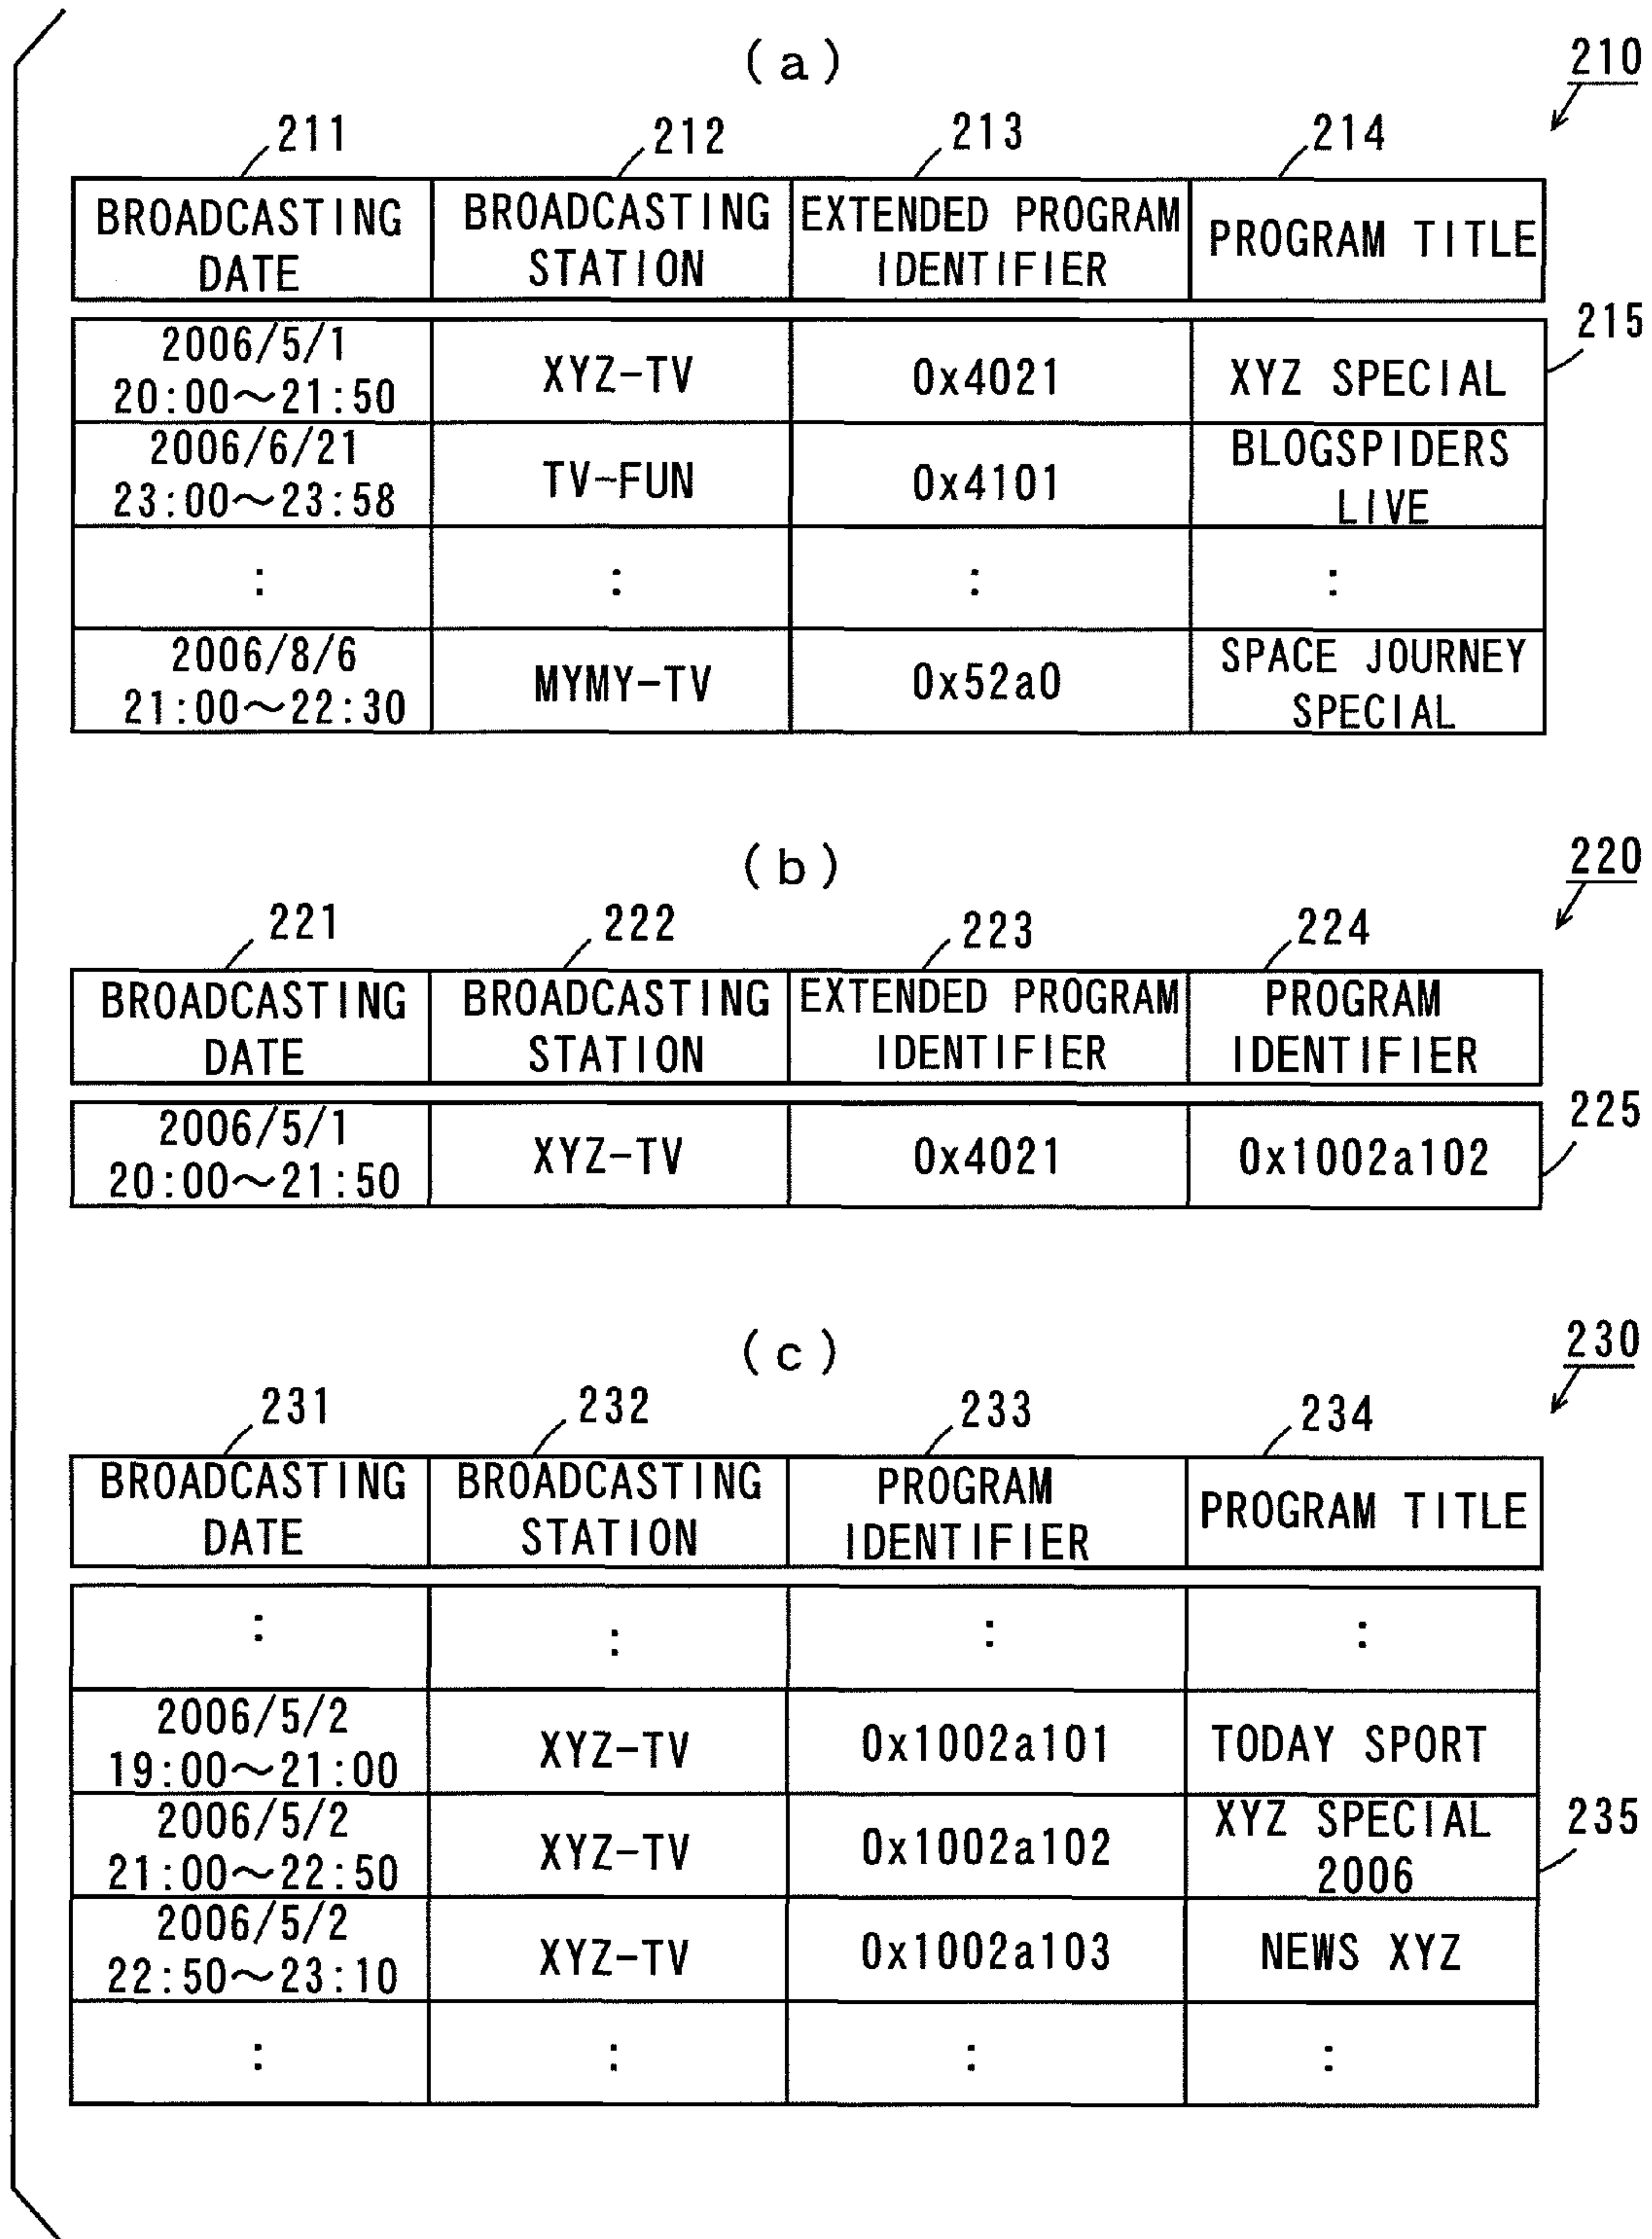 (a)
210
211 212 213 214
BROADCASTING DATE BROADCASTING STATION EXTENDED PROGRAM IDENTIFIER PROGRAM TITLE
215
2006/5/1 20:00～21:50 XYZ-TV 0x4021 XYZ SPECIAL
2006/6/21 23:00～23:58 TV-FUN 0x4101 BLOGSPIDERS LIVE
: : : :
2006/8/6 21:00～22:30 MYMY-TV 0x52a0 SPACE JOURNEY SPECIAL
(b)
220
221 222 223 224
BROADCASTING DATE BROADCASTING STATION EXTENDED PROGRAM IDENTIFIER PROGRAM IDENTIFIER
225
2006/5/1 20:00～21:50 XYZ-TV 0x4021 0x1002a102
(c)
230
231 232 233 234
BROADCASTING DATE BROADCASTING STATION PROGRAM IDENTIFIER PROGRAM TITLE
: : : :
2006/5/2 19:00～21:00 XYZ-TV 0x1002a101 TODAY SPORT
2006/5/2 21:00～22:50 XYZ-TV 0x1002a102 XYZ SPECIAL 2006
235
2006/5/2 22:50～23:10 XYZ-TV 0x1002a103 NEWS XYZ
: : : :